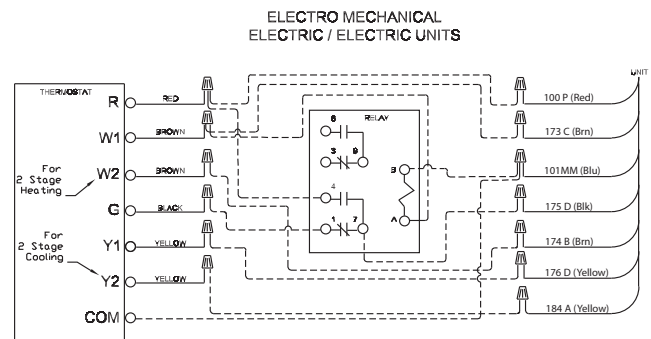 ELECTRO MECHANICAL
ELECTRIC / ELECTRIC UNITS
UNIT
THERMOSTAT
R
RED
100 P (Red)
W1
BROWN
173 C (Brn)
RELAY
6
3
9
For
2 Stage
Heating
W2
BROWN
B
101MM (Blu)
4
G
BLACK
1
7
A
175 D (Blk)
For
2 Stage
Cooling
Y1
YELLOW
174 B (Brn)
Y2
YELLOW
176 D (Yellow)
COM
184 A (Yellow)